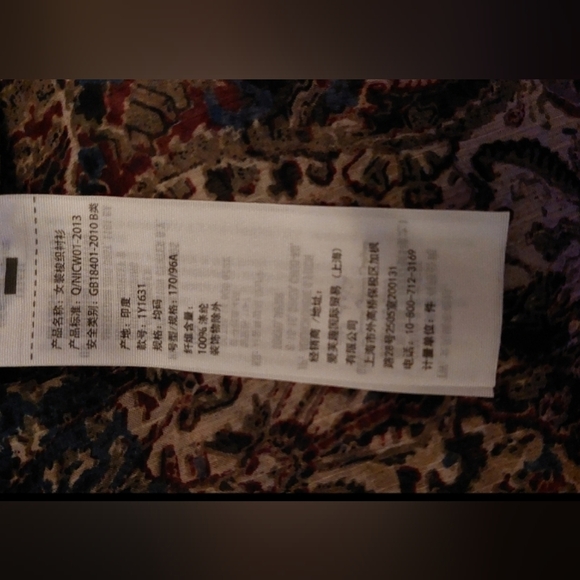 产品名称：女装梭织衬衫
产品标准：Q/NICW01-2013
安全类别：GB18401-2010 B类
产地：印度
款号：1Y1631
规格：均码
号型/规格：170/96A
纤维含量：
100% 涤纶
装饰物除外
经销商／地址：
国际贸易（上海）
有限公司
上海市外高桥保税区加枫
路28号2505室200131
电话：10-800-712-3169
计量单位：件